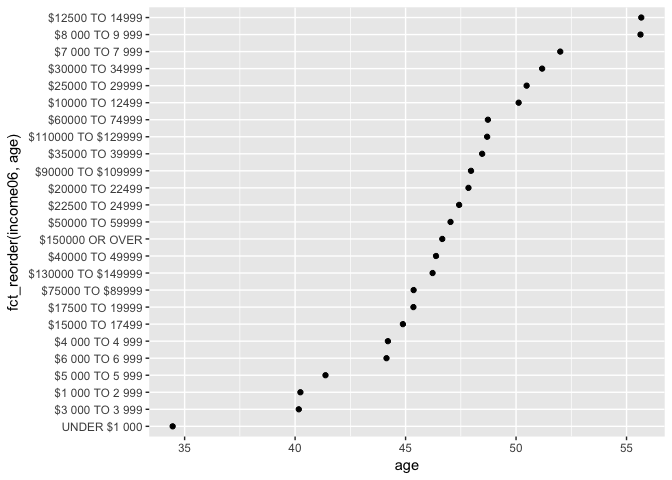 $12500 TO 14999
$8 000 TO 9 999
$7 000 TO 7 999
$30000 TO 34999
$25000 TO 29999
$10000 TO 12499
$60000 TO 74999
$110000 TO $129999
$35000 TO 39999
$90000 TO $109999
$20000 TO 22499
$22500 TO 24999
$50000 TO 59999
$150000 OR OVER
$40000 TO 49999
$130000 TO $149999
$75000 TO $89999
$17500 TO 19999
$15000 TO 17499
$4 000 TO 4 999
$6 000 TO 6 999
$5 000 TO 5 999
$1 000 TO 2 999
$3 000 TO 3 999
UNDER $1 000
fct_reorder(income06, age)
35 40 45 50 55
age